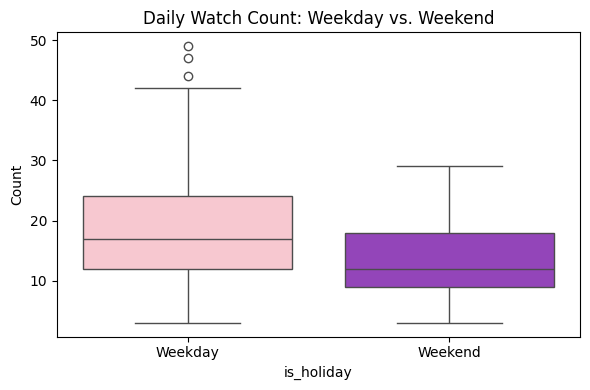 Daily Watch Count: Weekday vs. Weekend
50
40
30
20
10
Count
Weekday
Weekend
is_holiday